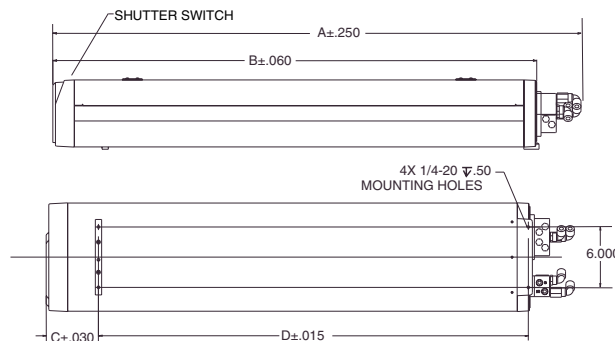 SHUTTER SWITCH
A±.250
B±.060
4X 1/4-20 ↧.50
MOUNTING HOLES
6.000
C±.030
D±.015